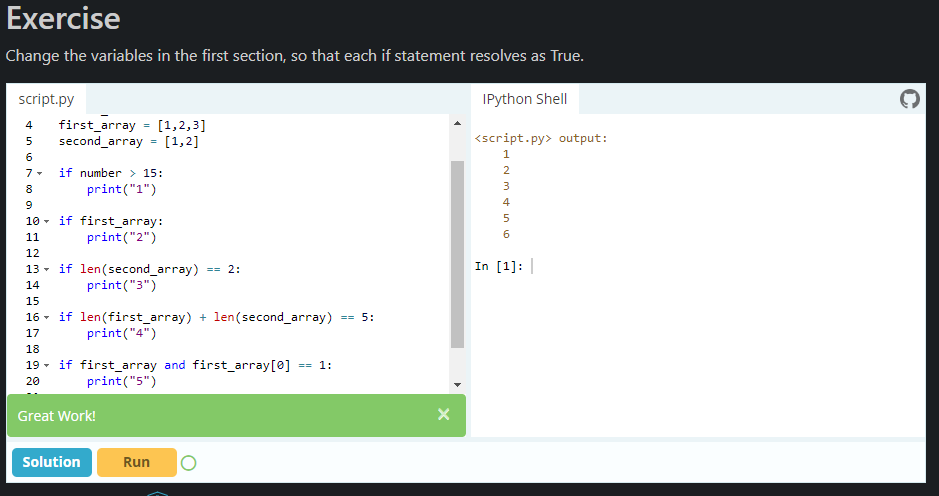 Exercise
Change the variables in the first section, so that each if statement resolves as True.
script.py
IPython Shell
4 first_array = [1,2,3]
5 second_array = [1,2]
6
7 if number > 15:
8     print("1")
9
10 if first_array:
11     print("2")
12
13 if len(second_array) == 2:
14     print("3")
15
16 if len(first_array) + len(second_array) == 5:
17     print("4")
18
19 if first_array and first_array[0] == 1:
20     print("5")
<script.py> output:
1
2
3
4
5
6
In [1]:
Great Work!
×
Solution
Run